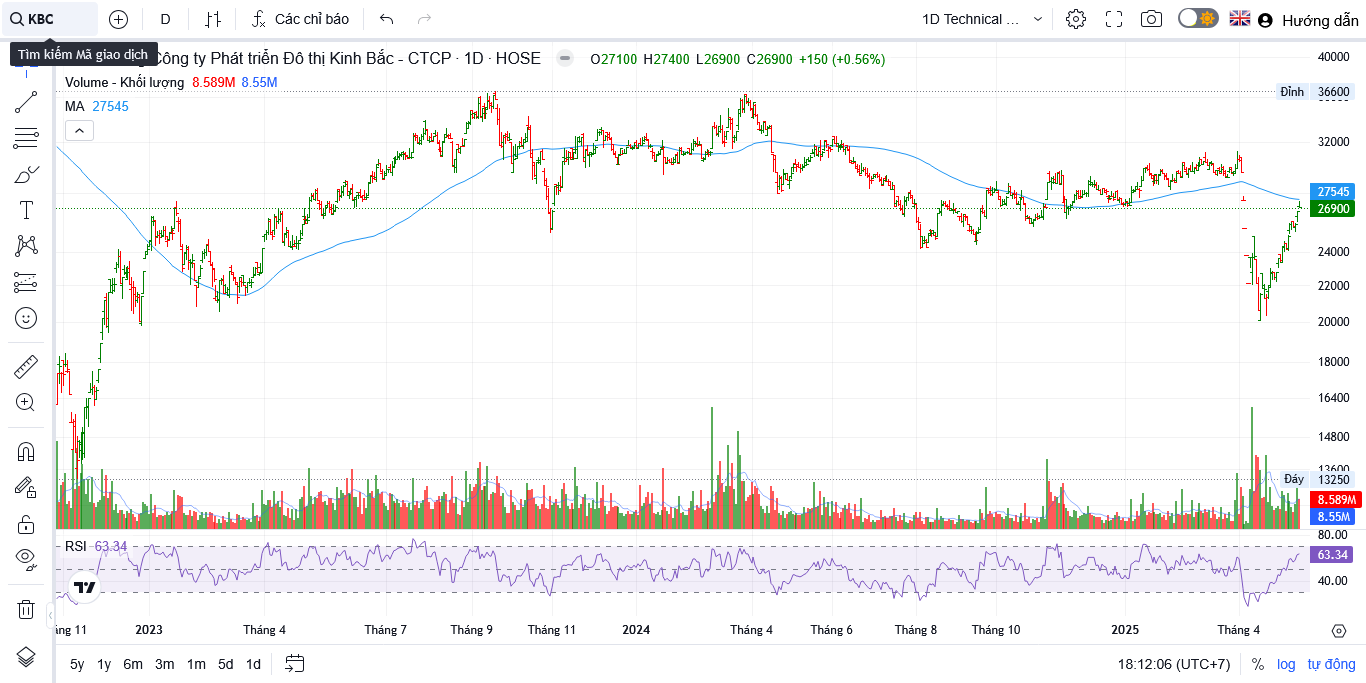 KBC
D
Các chỉ báo
1D Technical ...
Hướng dẫn
Tìm kiếm Mã giao dịch
Công ty Phát triển Đô thị Kinh Bắc - CTCP · 1D · HOSE
O27100 H27400 L26900 C26900 +150 (+0.56%)
Volume - Khối lượng 8.589M 8.55M
MA 27545
40000
Đỉnh 36600
32000
27545
26900
24000
22000
20000
18000
16400
14800
13600
Đáy 13250
8.589M
8.55M
80.00
RSI 63.34
63.34
40.00
ng 11 2023 Tháng 4 Tháng 7 Tháng 9 Tháng 11 2024 Tháng 4 Tháng 6 Tháng 8 Tháng 10 2025 Tháng 4
5y 1y 6m 3m 1m 5d 1d
18:12:06 (UTC+7) % log tự động